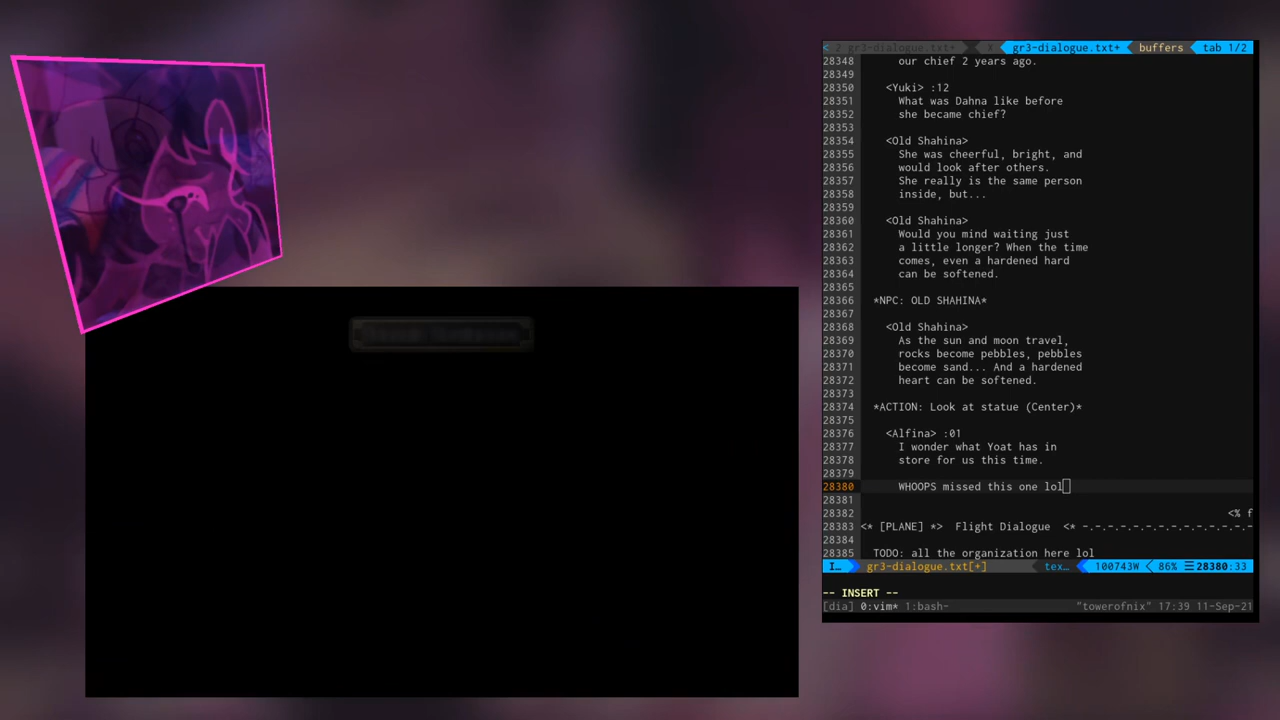 < 2 gr3-dialogue.txt+ gr3-dialogue.txt+ buffers tab 1/2
28348 our chief 2 years ago.
28349
28350 <Yuki> :12
28351 What was Dahna like before
28352 she became chief?
28353
28354 <Old Shahina>
28355 She was cheerful, bright, and
28356 would look after others.
28357 She really is the same person
28358 inside, but...
28359
28360 <Old Shahina>
28361 Would you mind waiting just
28362 a little longer? When the time
28363 comes, even a hardened hard
28364 can be softened.
28365
28366 *NPC: OLD SHAHINA*
28367
28368 <Old Shahina>
28369 As the sun and moon travel,
28370 rocks become pebbles, pebbles
28371 become sand... And a hardened
28372 heart can be softened.
28373
28374 *ACTION: Look at statue (Center)*
28375
28376 <Alfina> :01
28377 I wonder what Yoat has in
28378 store for us this time.
28379
28380 WHOOPS missed this one lol
28381
28382 <% f
28383 <* [PLANE] *> Flight Dialogue <* -.-.-.-.-.-.-.-.-.-.-.-.-.-
28384
28385 TODO: all the organization here lol
I… gr3-dialogue.txt[+] tex… 100743W 86% ☰28380:33
-- INSERT --
[dia] 0:vim* 1:bash- "towerofnix" 17:39 11-Sep-21